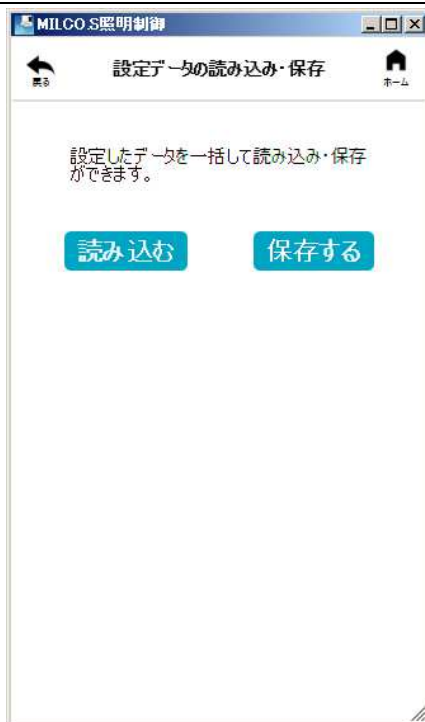 MILCO.S照明制御
戻る
設定データの読み込み・保存
ホーム
設定したデータを一括して読み込み・保存
ができます。
読み込む
保存する